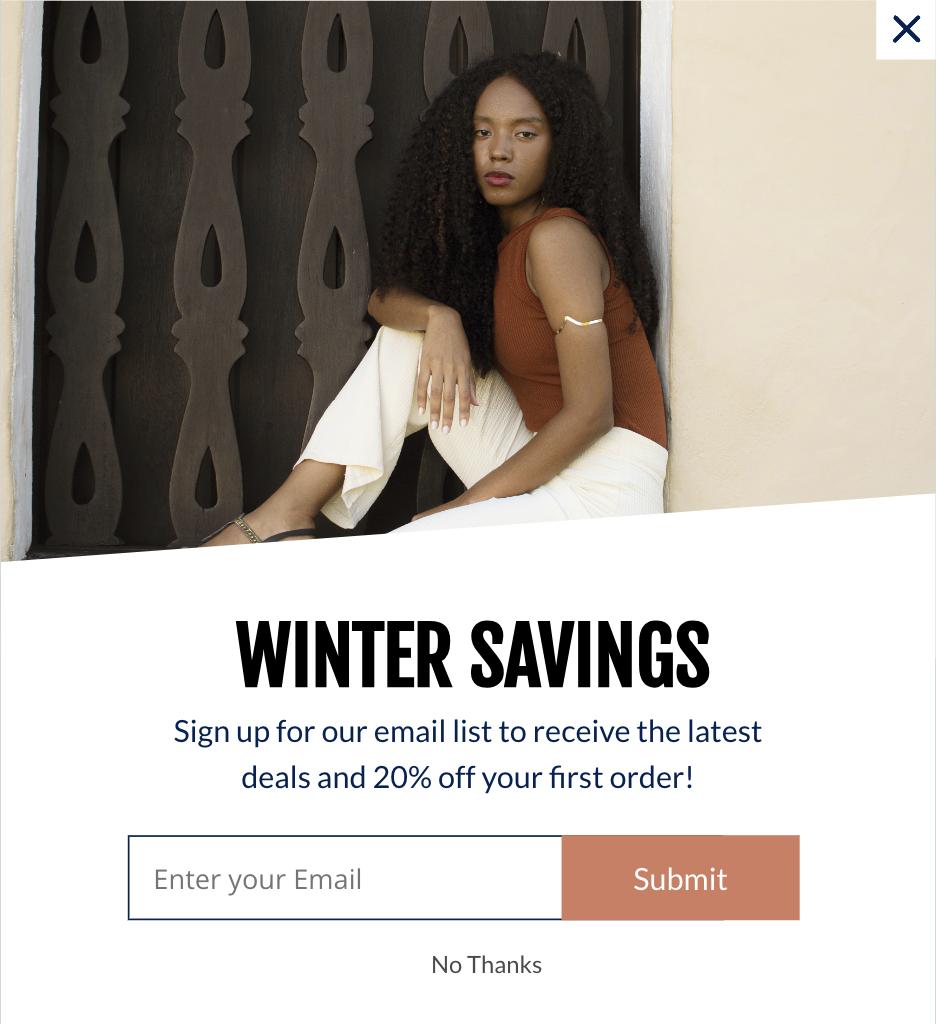 WINTER SAVINGS
Sign up for our email list to receive the latest
deals and 20% off your first order!
Enter your Email
Submit
No Thanks